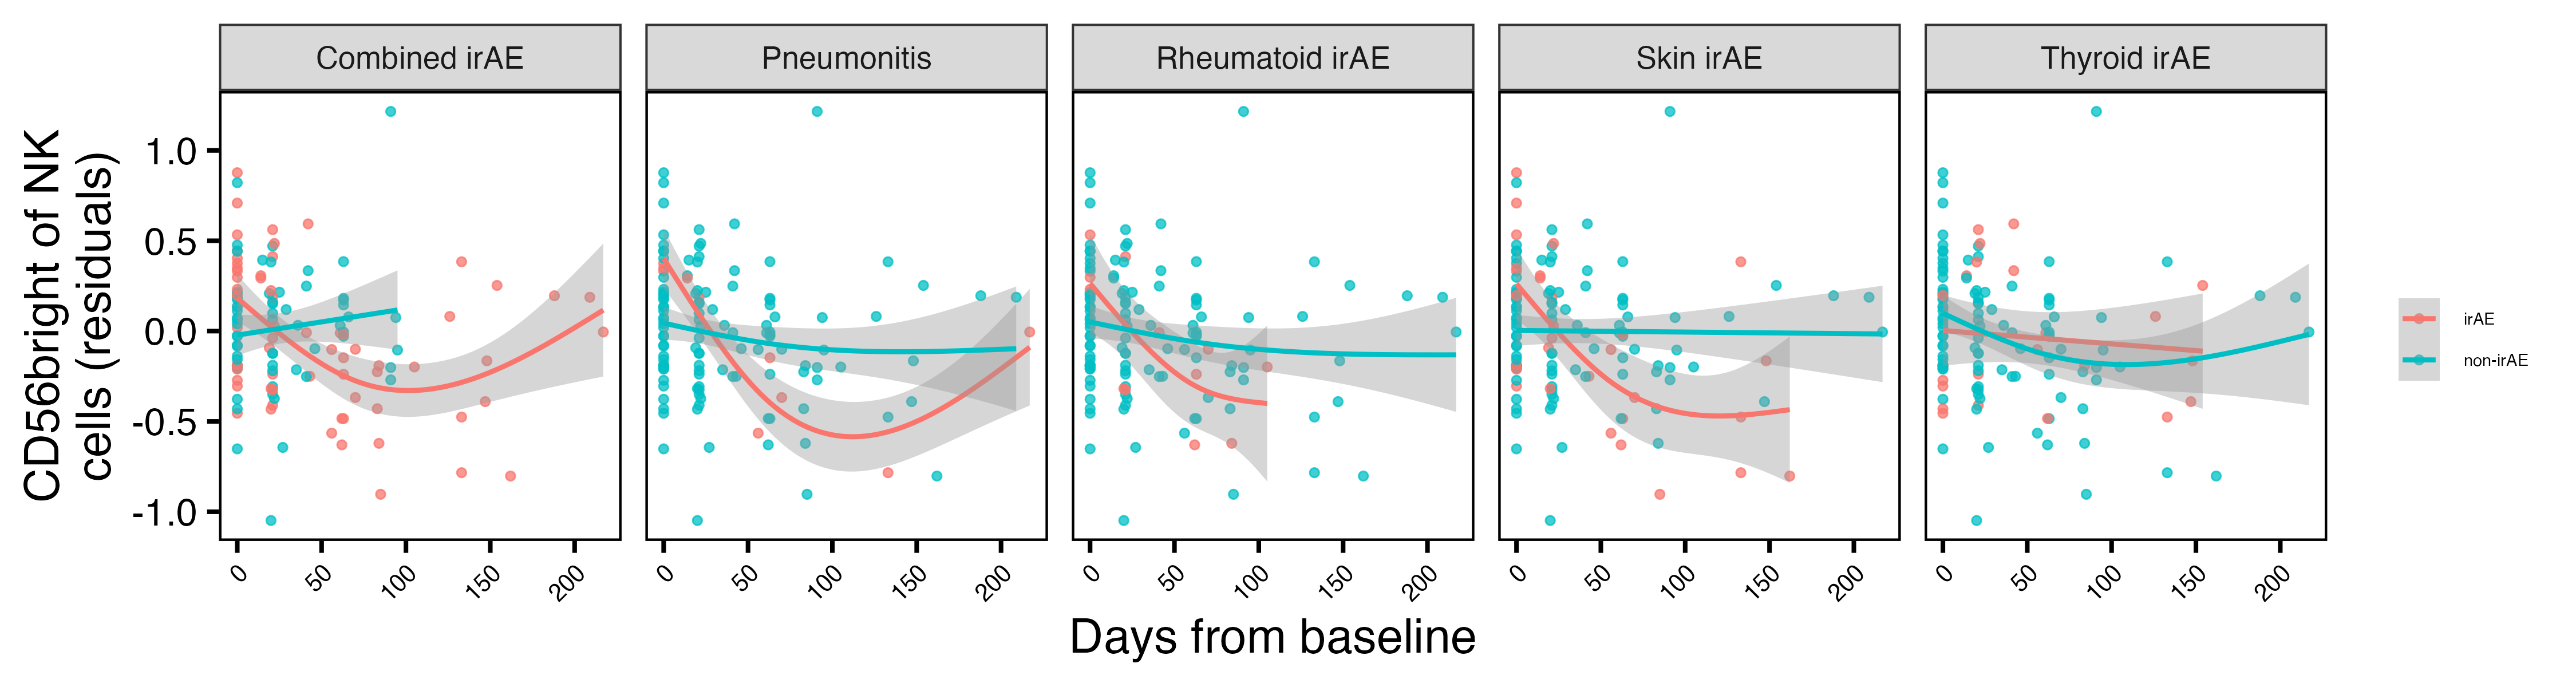 Combined irAE
Pneumonitis
Rheumatoid irAE
Skin irAE
Thyroid irAE
CD56bright of NK
cells (residuals)
1.0
0.5
0.0
-0.5
-1.0
0 50 100 150 200
0 50 100 150 200
0 50 100 150 200
0 50 100 150 200
0 50 100 150 200
Days from baseline
irAE
non-irAE